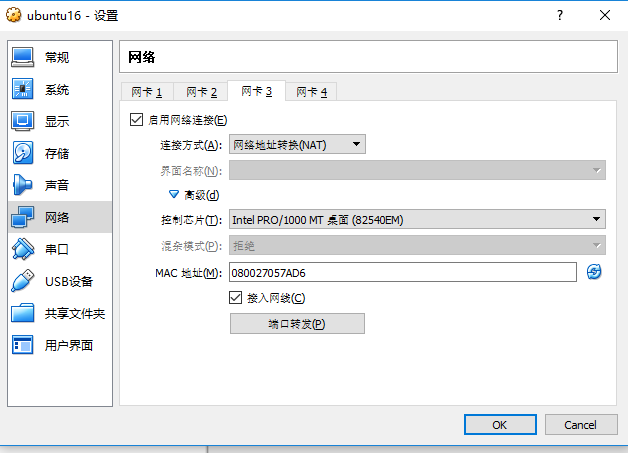 ubuntu16 - 设置
?
常规
系统
显示
存储
声音
网络
串口
USB设备
共享文件夹
用户界面
网络
网卡 1 网卡 2 网卡 3 网卡 4
启用网络连接(E)
连接方式(A): 网络地址转换(NAT)
界面名称(N):
高级(d)
控制芯片(T): Intel PRO/1000 MT 桌面 (82540EM)
混杂模式(P): 拒绝
MAC 地址(M): 080027057AD6
接入网线(C)
端口转发(P)
OK Cancel